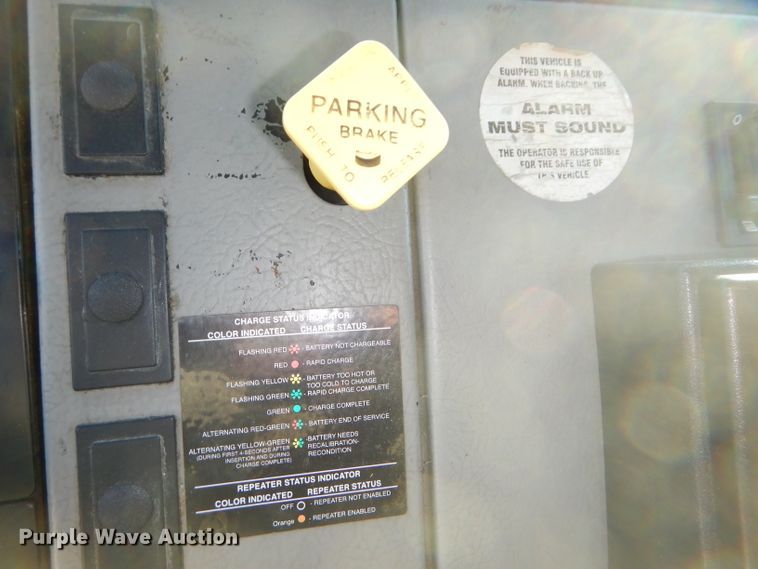 PARKING
BRAKE
PUSH TO
RELEASE
THIS VEHICLE IS
EQUIPPED WITH A BACK UP
ALARM. WHEN BACKING, THE
ALARM
MUST SOUND
THE OPERATOR IS RESPONSIBLE
FOR THE SAFE USE OF
VEHICLE
O
CHARGE STATUS INDICATOR
COLOR INDICATED CHARGE STATUS
FLASHING RED - BATTERY NOT CHARGEABLE
RED - RAPID CHARGE
FLASHING YELLOW - BATTERY TOO HOT OR
TOO COLD TO CHARGE
FLASHING GREEN - RAPID CHARGE COMPLETE
GREEN - CHARGE COMPLETE
ALTERNATING RED-GREEN - BATTERY END OF SERVICE
ALTERNATING YELLOW-GREEN - BATTERY NEEDS
(DURING FIRST 4-SECONDS AFTER RECALIBRATION-
INSERTION AND DURING RECONDITION
CHARGE COMPLETE)
REPEATER STATUS INDICATOR
COLOR INDICATED REPEATER STATUS
OFF - REPEATER NOT ENABLED
Orange - REPEATER ENABLED
Purple Wave Auction